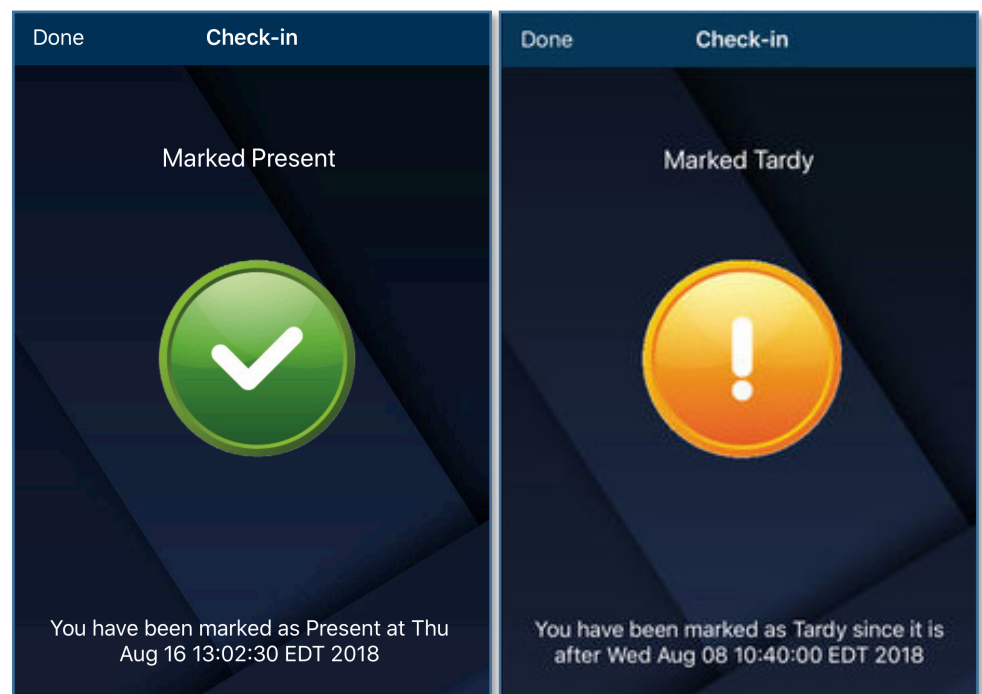 Done
Check-in
Marked Present
You have been marked as Present at Thu
Aug 16 13:02:30 EDT 2018
Done
Check-in
Marked Tardy
You have been marked as Tardy since it is
after Wed Aug 08 10:40:00 EDT 2018